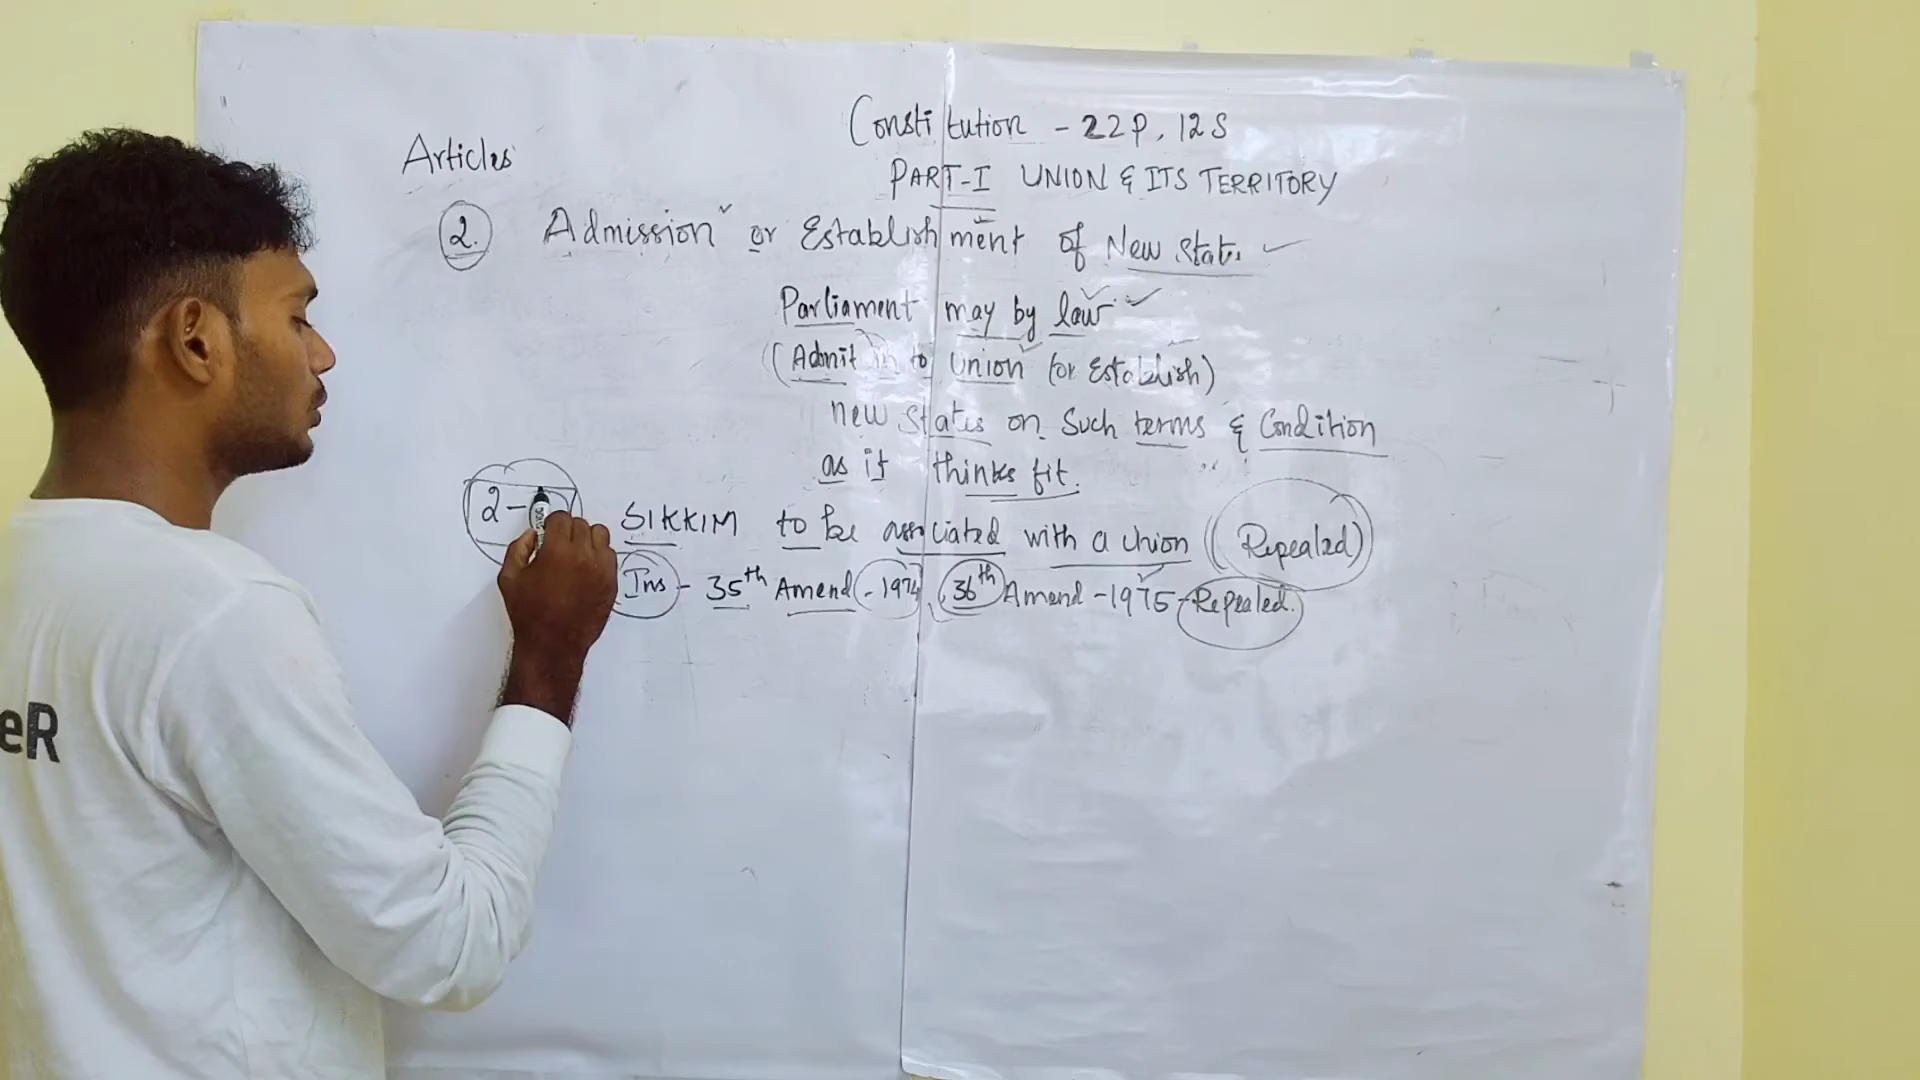 Constitution - 22P, 12S
Articles
PART-I UNION & ITS TERRITORY
2. Admission or Establishment of New State
Parliament may by law
(Admit in to Union (or Establish)
new States on Such terms & Condition
as it thinks fit.
2- SIKKIM to be associated with a Union (Repealed)
Ins - 35th Amend - 1974, 36th Amend - 1975 - Repealed.
eR